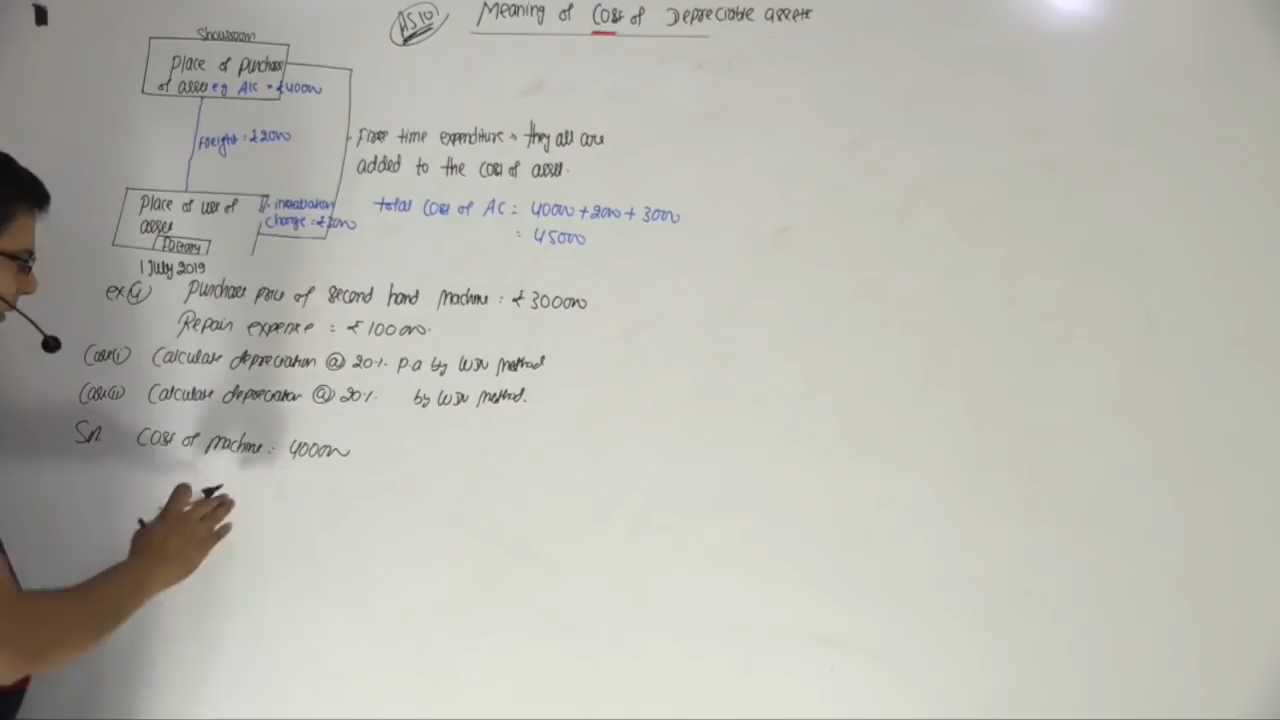 AS 10
Meaning of Cost of Depreciable assets
Showroom
Place of purchase
of asset eg A/C = ₹40000
Freight: ₹2000
First time expenditure → they all are
added to the cost of asset.
Place of use of
asset
Factory
installation
charge: ₹3000
total cost of AC = 40000 + 2000 + 3000
= 45000
1 July 2019
ex(i) Purchase price of second hand machine: ₹30000
Repair expense = ₹10000.
Case(i) Calculate depreciation @ 20% p.a by WDV method
Case(ii) Calculate depreciation @ 20% by WDV method.
Sn Cost of machine: 40000